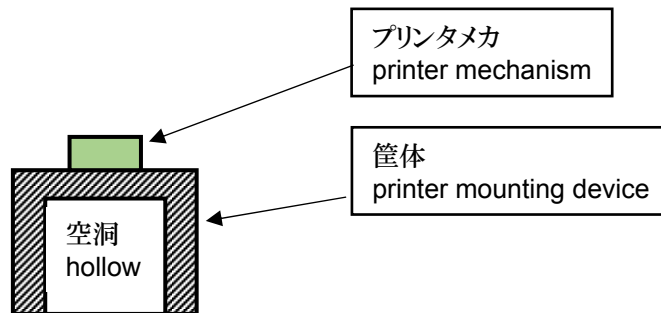 プリンタメカ
printer mechanism
筐体
printer mounting device
空洞
hollow